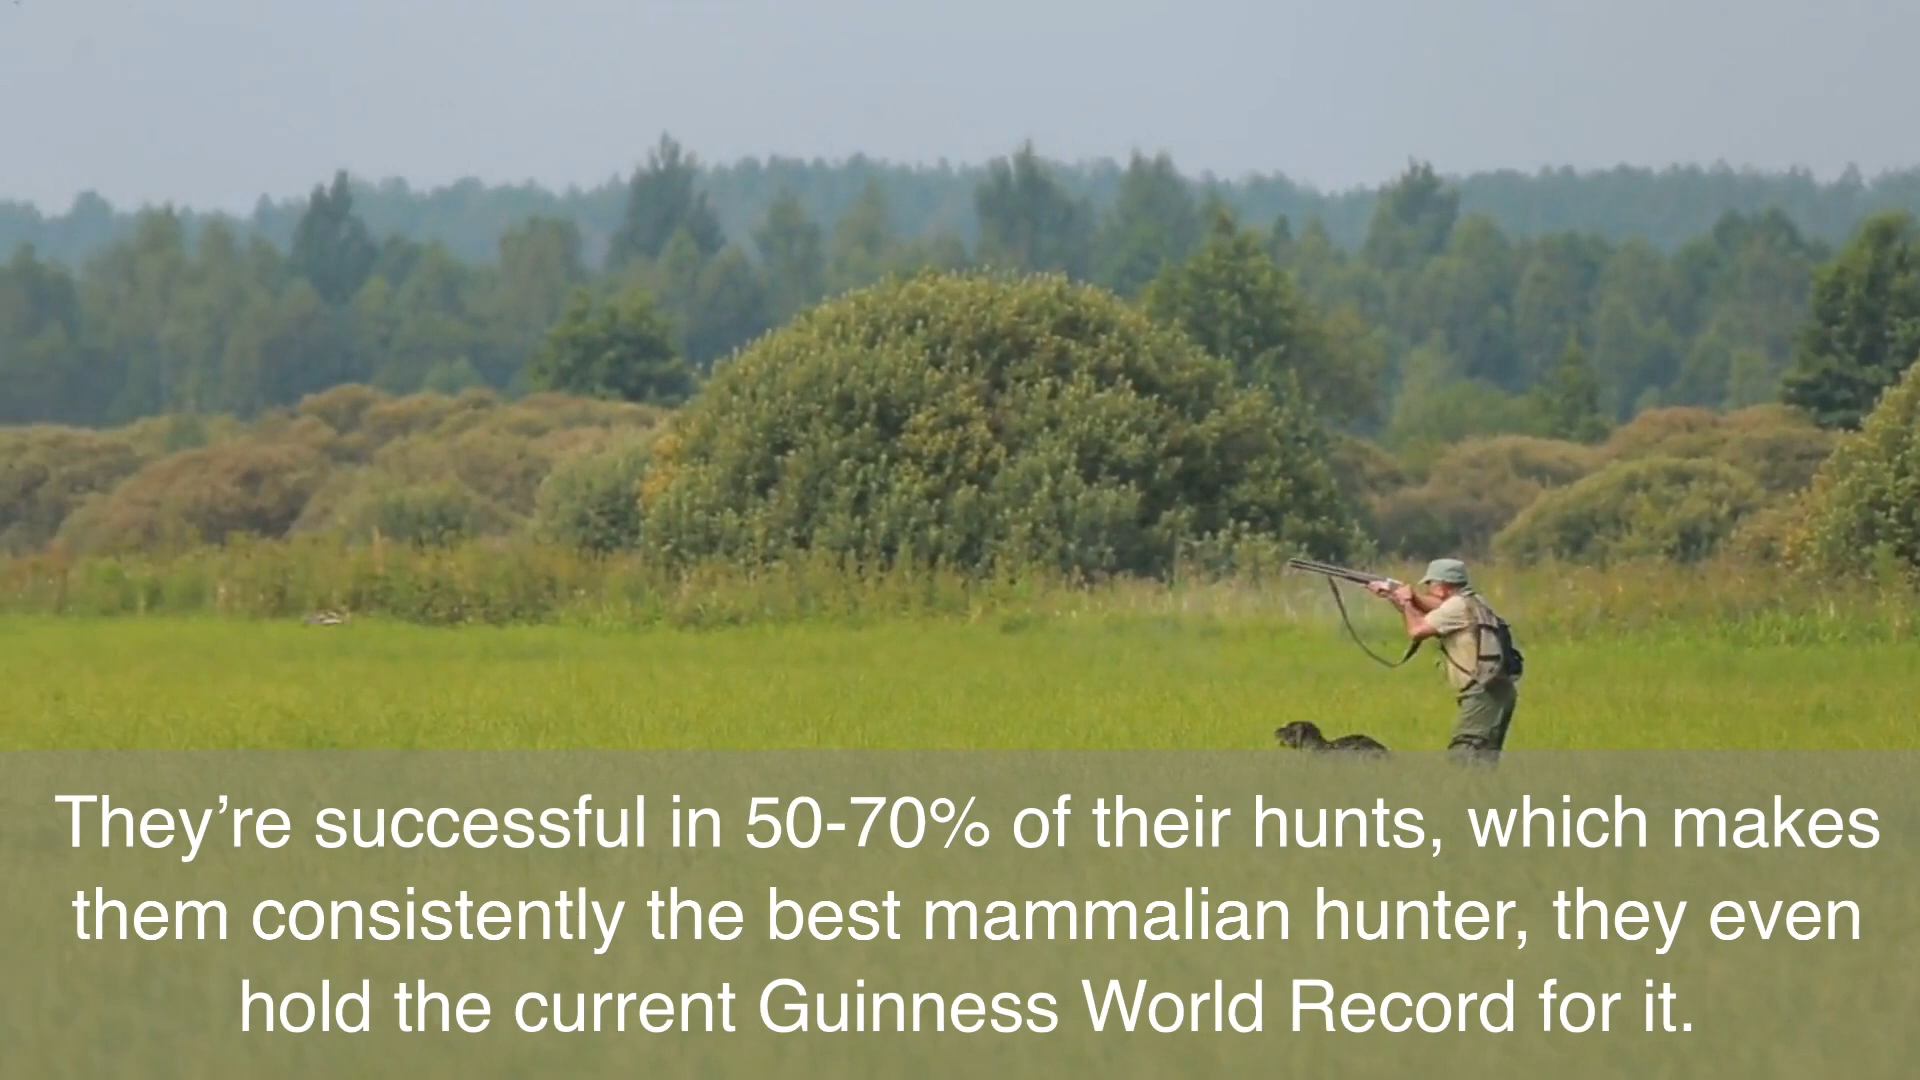 They’re successful in 50-70% of their hunts, which makes
them consistently the best mammalian hunter, they even
hold the current Guinness World Record for it.